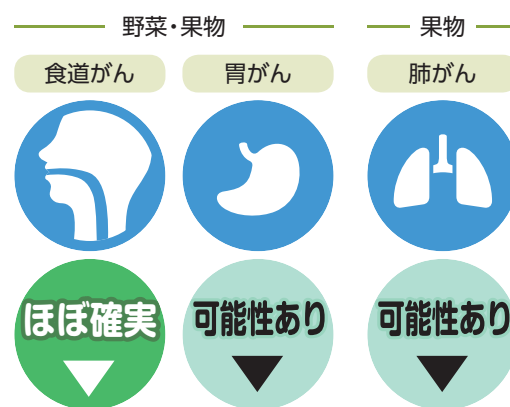 野菜・果物
果物
食道がん
胃がん
肺がん
ほぼ確実
可能性あり
可能性あり